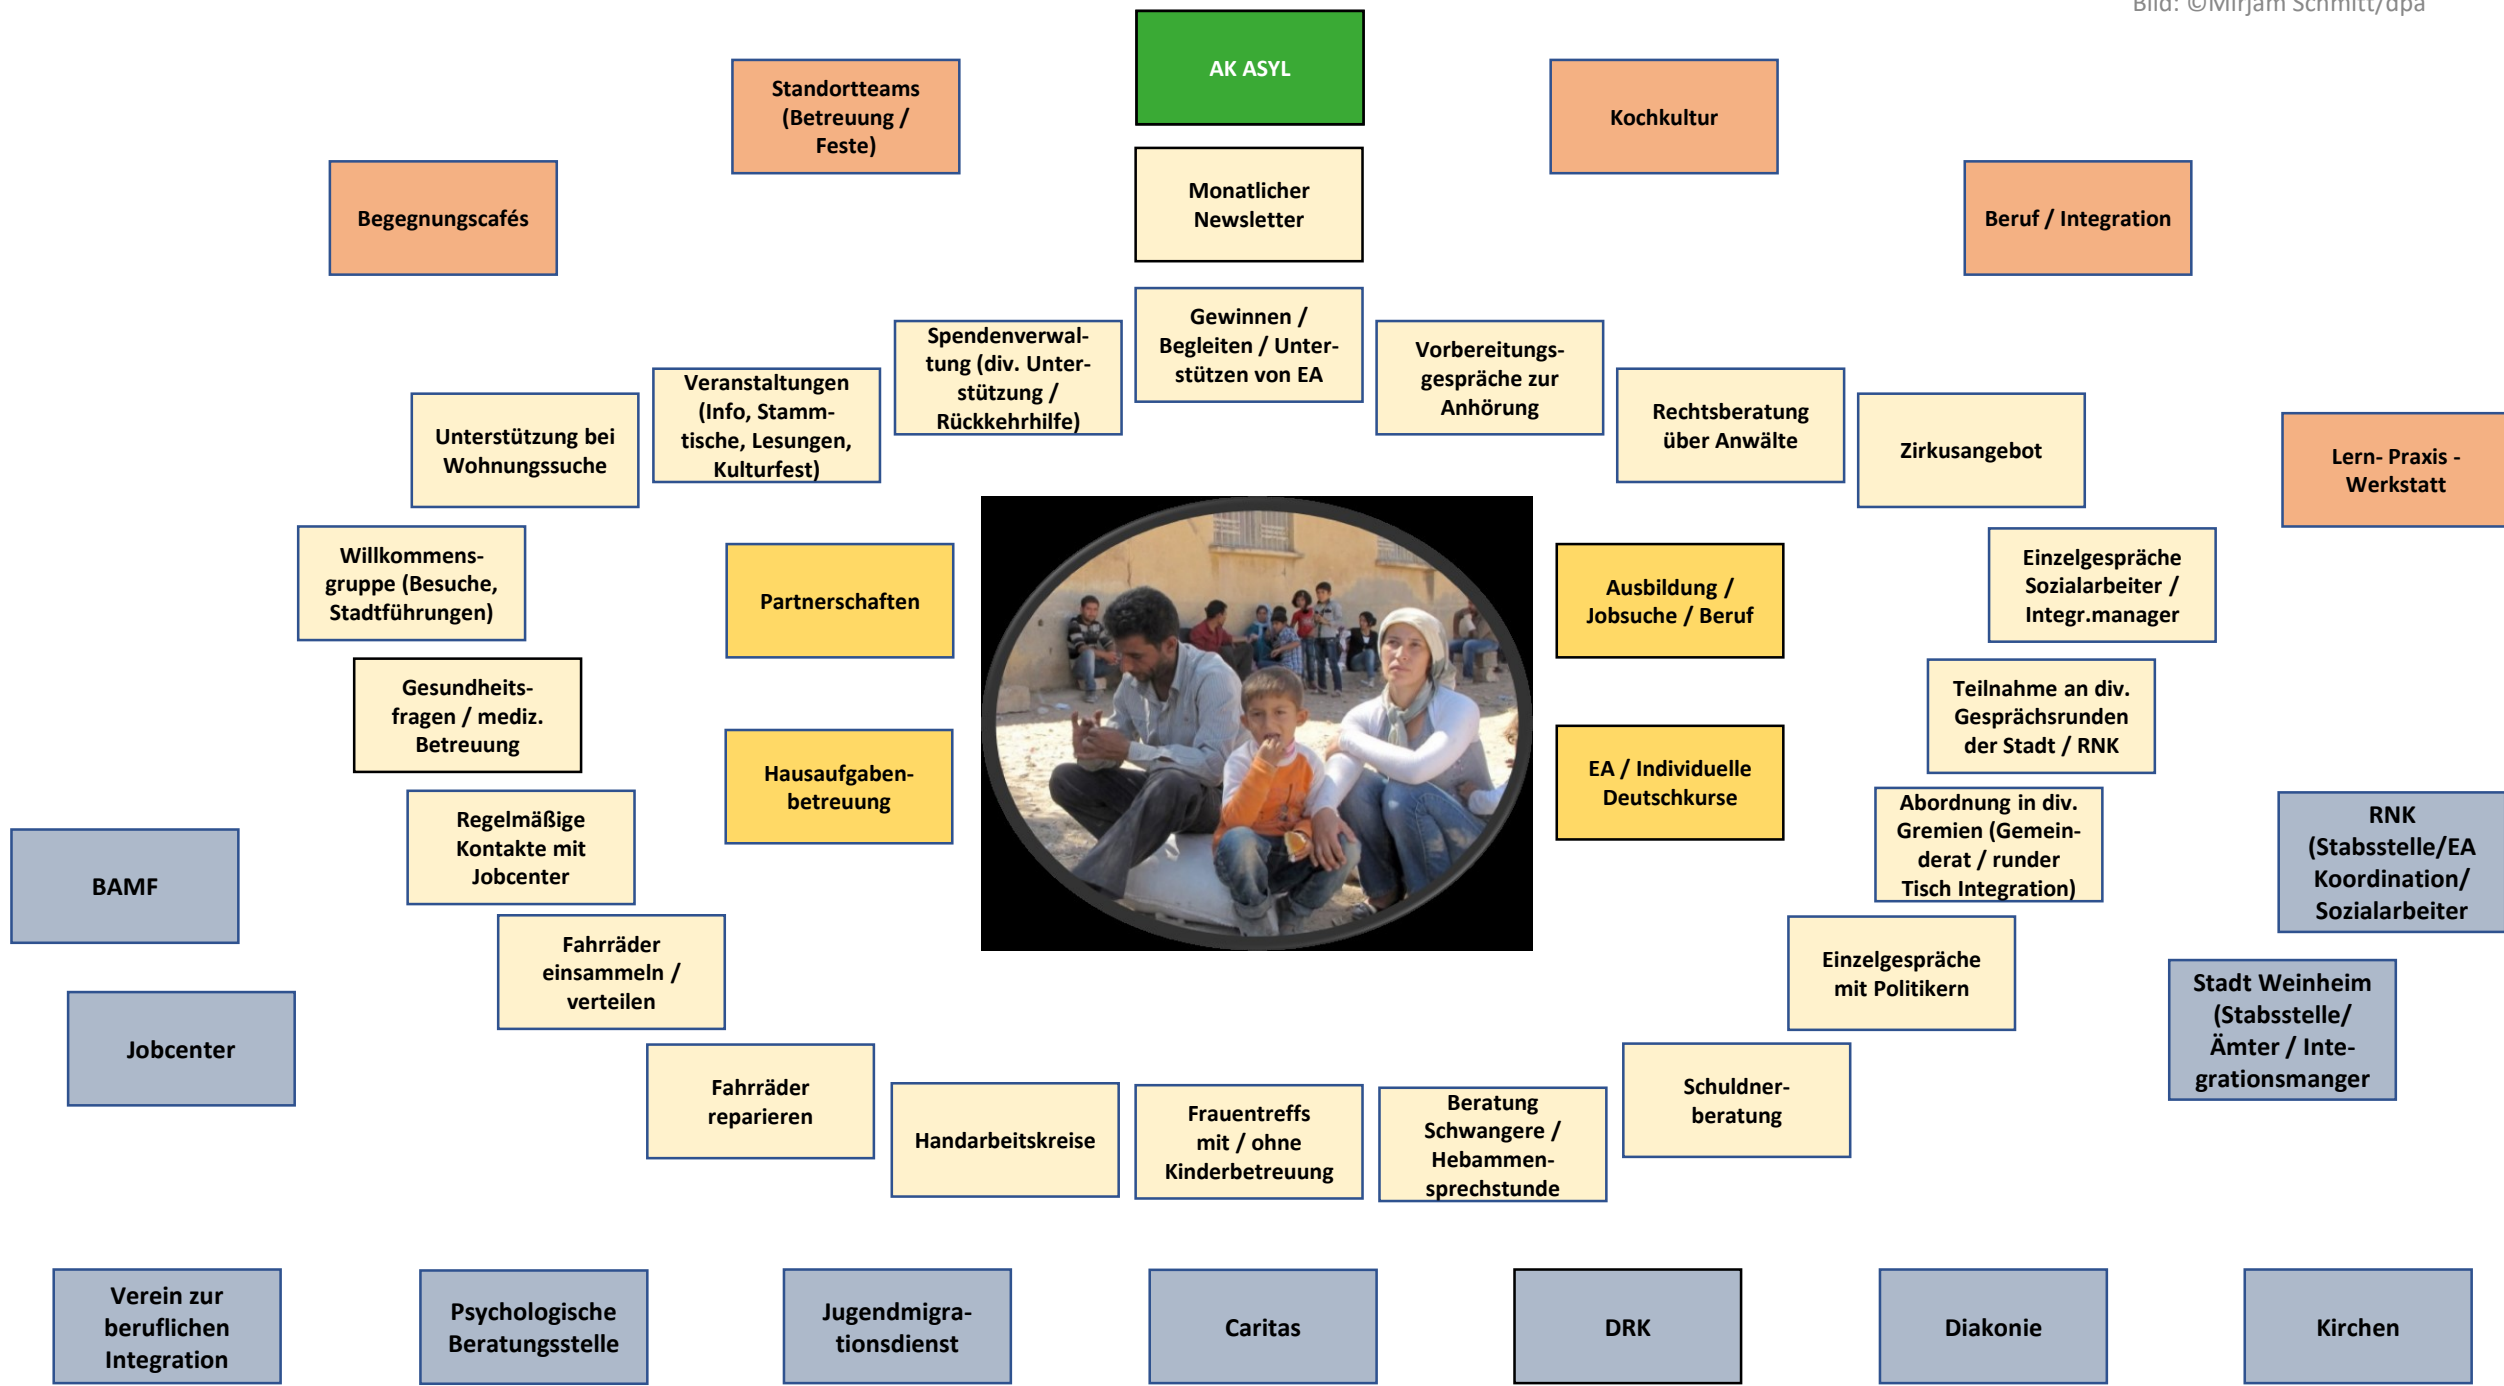 Bild: ©Mirjam Schmitt/dpa
AK ASYL
Standortteams
(Betreuung /
Feste)
Kochkultur
Monatlicher
Newsletter
Begegnungscafés
Beruf / Integration
Gewinnen /
Begleiten / Unter-
stützen von EA
Spendenverwal-
tung (div. Unter-
stützung /
Rückkehrhilfe)
Vorbereitungs-
gespräche zur
Anhörung
Veranstaltungen
(Info, Stamm-
tische, Lesungen,
Kulturfest)
Rechtsberatung
über Anwälte
Unterstützung bei
Wohnungssuche
Zirkusangebot
Lern- Praxis -
Werkstatt
Willkommens-
gruppe (Besuche,
Stadtführungen)
Partnerschaften
Ausbildung /
Jobsuche / Beruf
Einzelgespräche
Sozialarbeiter /
Integr.manager
Gesundheits-
fragen / mediz.
Betreuung
Teilnahme an div.
Gesprächsrunden
der Stadt / RNK
Hausaufgaben-
betreuung
EA / Individuelle
Deutschkurse
Regelmäßige
Kontakte mit
Jobcenter
Abordnung in div.
Gremien (Gemein-
derat / runder
Tisch Integration)
RNK
(Stabsstelle/EA
Koordination/
Sozialarbeiter
BAMF
Fahrräder
einsammeln /
verteilen
Einzelgespräche
mit Politikern
Stadt Weinheim
(Stabsstelle/
Ämter / Inte-
grationsmanger
Jobcenter
Fahrräder
reparieren
Schuldner-
beratung
Handarbeitskreise
Frauentreffs
mit / ohne
Kinderbetreuung
Beratung
Schwangere /
Hebammen-
sprechstunde
Verein zur
beruflichen
Integration
Psychologische
Beratungsstelle
Jugendmigra-
tionsdienst
Caritas
DRK
Diakonie
Kirchen